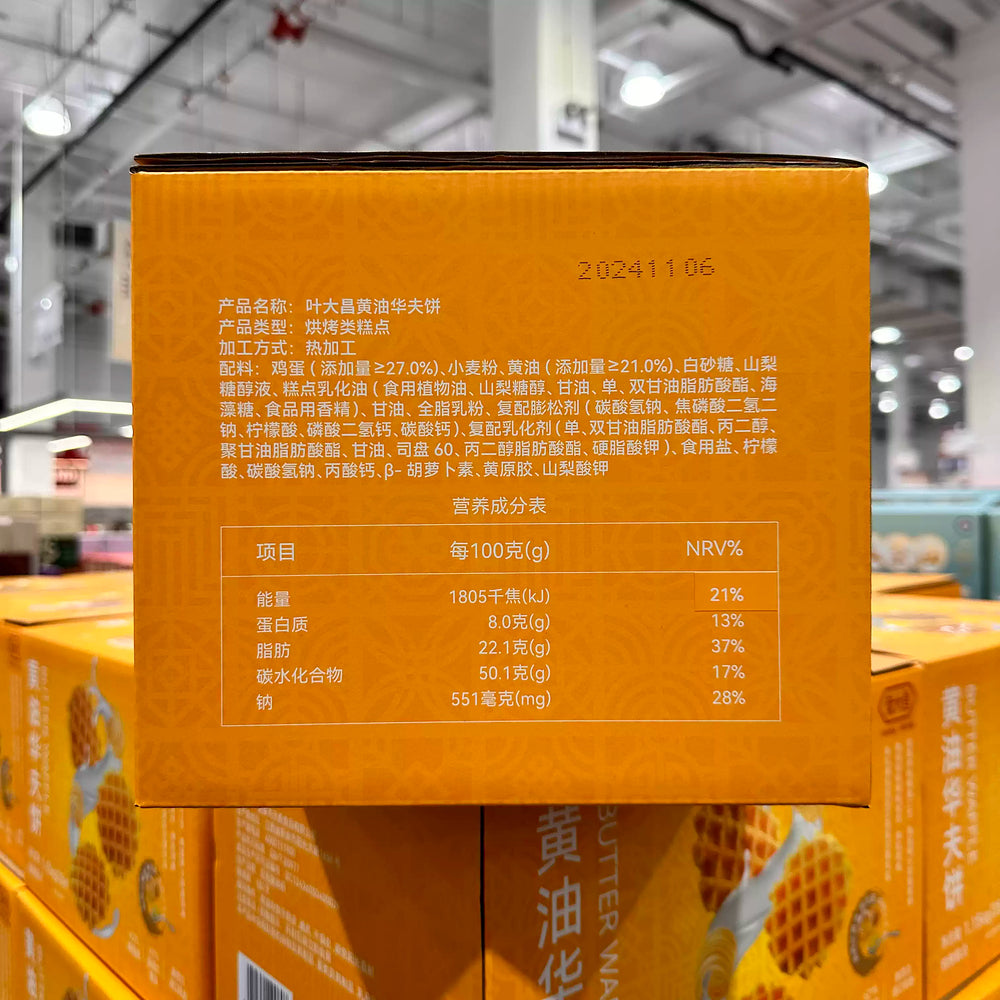 20241106
产品名称：叶大昌黄油华夫饼
产品类型：烘烤类糕点
加工方式：热加工
配料：鸡蛋（添加量≥27.0%）、小麦粉、黄油（添加量≥21.0%）、白砂糖、山梨
糖醇液、糕点乳化油（食用植物油、山梨糖醇、甘油、单、双甘油脂肪酸酯、海
藻糖、食品用香精）、甘油、全脂乳粉、复配膨松剂（碳酸氢钠、焦磷酸二氢二
钠、柠檬酸、磷酸二氢钙、碳酸钙）、复配乳化剂（单、双甘油脂肪酸酯、丙二醇、
聚甘油脂肪酸酯、甘油、司盘60、丙二醇脂肪酸酯、硬脂酸钾）、食用盐、柠檬
酸、碳酸氢钠、丙酸钙、β-胡萝卜素、黄原胶、山梨酸钾
营养成分表
项目 每100克(g) NRV%
能量 1805千焦(kJ) 21%
蛋白质 8.0克(g) 13%
脂肪 22.1克(g) 37%
碳水化合物 50.1克(g) 17%
钠 551毫克(mg) 28%
黄油华夫饼
黄油华
BUTTER WA
黄油华夫饼
BUTTER WAFFLE